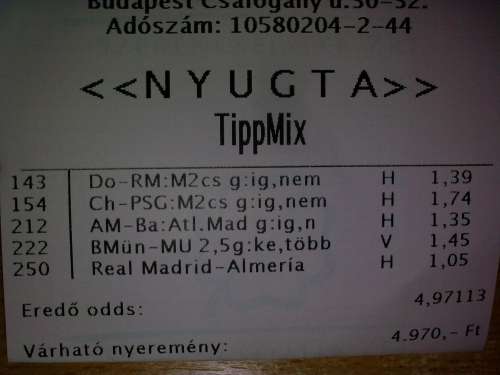 Budapest Csalogány u.30-32.
Adószám: 10580204-2-44
<<NYUGTA>>
TippMix
143 Do-RM:M2cs g:ig,nem H 1,39
154 Ch-PSG:M2cs g:ig,nem H 1,74
212 AM-Ba:Atl.Mad g:ig,n H 1,35
222 BMün-MU 2,5g:ke,több V 1,45
250 Real Madrid-Almería H 1,05
Eredő odds: 4,97113
Várható nyeremény: 4.970,- Ft